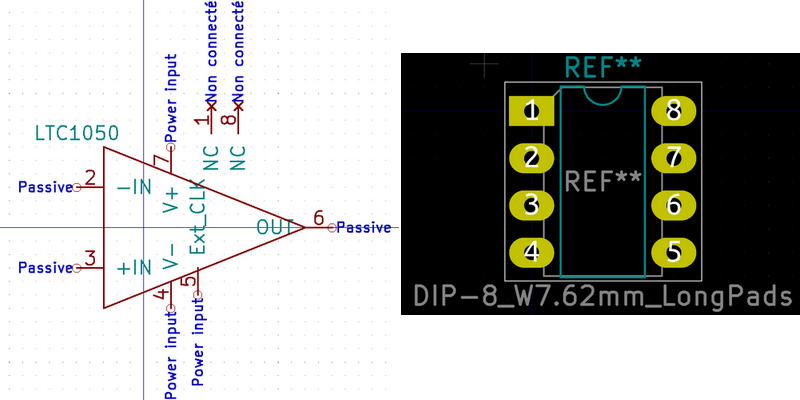 Non connecté
Non connecté
Power input
1
8
LTC1050
NC
NC
7
Passive
2
-IN
V+
Ext_CLK
OUT
6
Passive
Passive
3
+IN
V-
4
5
Power input
Power input
REF**
1
8
2
7
REF**
3
6
4
5
DIP-8_W7.62mm_LongPads